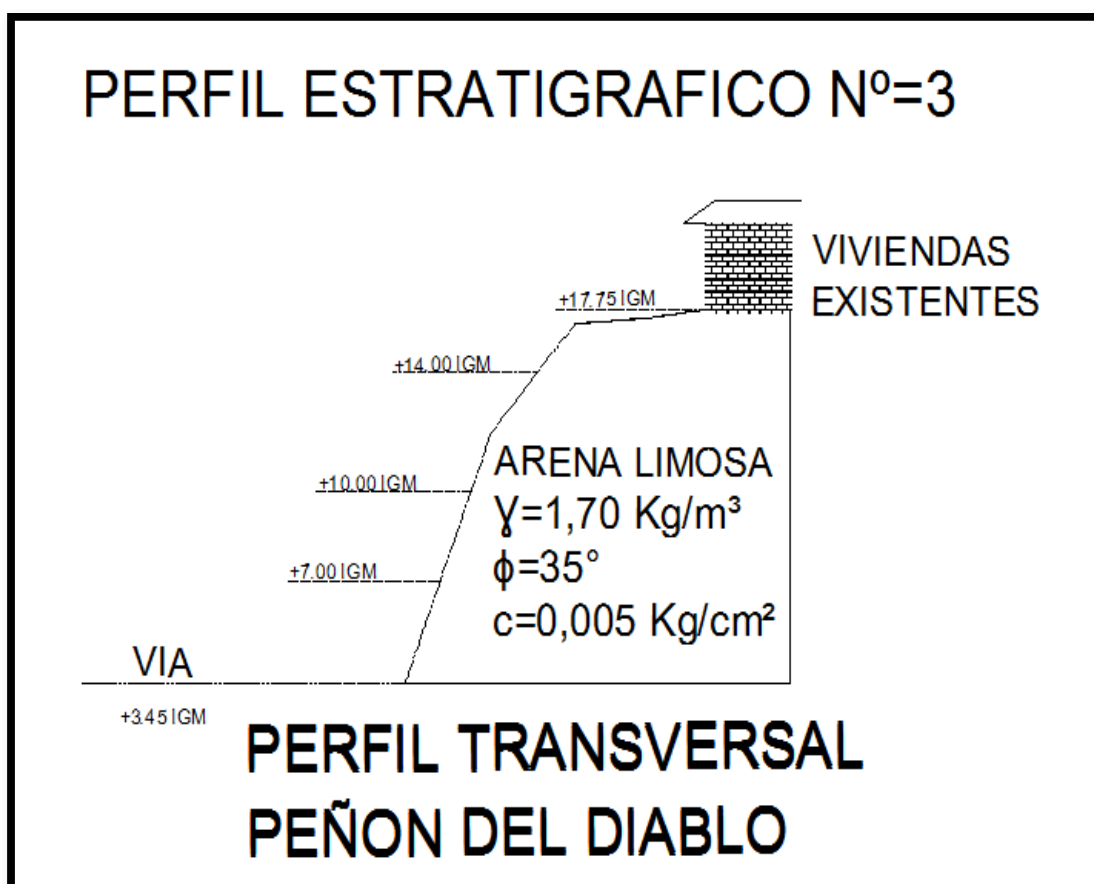 PERFIL ESTRATIGRAFICO Nº=3
VIVIENDAS
EXISTENTES
+17.75 IGM
+14.00 IGM
ARENA LIMOSA
+10.00 IGM
Ɣ=1,70 Kg/m³
ϕ=35°
+7.00 IGM
c=0,005 Kg/cm²
VIA
+3.45 IGM
PERFIL TRANSVERSAL
PEÑON DEL DIABLO